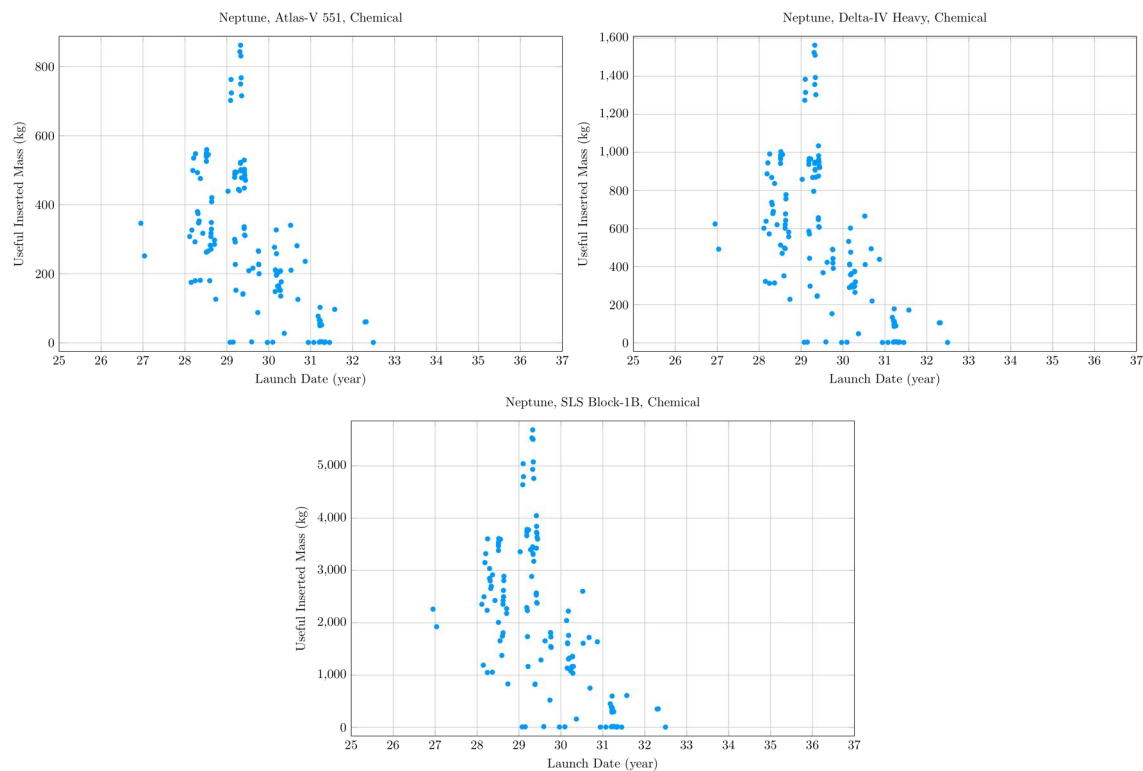 Neptune, Atlas-V 551, Chemical
Useful Inserted Mass (kg)
800
600
400
200
0
25 26 27 28 29 30 31 32 33 34 35 36 37
Launch Date (year)
Neptune, Delta-IV Heavy, Chemical
Useful Inserted Mass (kg)
1,600
1,400
1,200
1,000
800
600
400
200
0
25 26 27 28 29 30 31 32 33 34 35 36 37
Launch Date (year)
Neptune, SLS Block-1B, Chemical
Useful Inserted Mass (kg)
5,000
4,000
3,000
2,000
1,000
0
25 26 27 28 29 30 31 32 33 34 35 36 37
Launch Date (year)